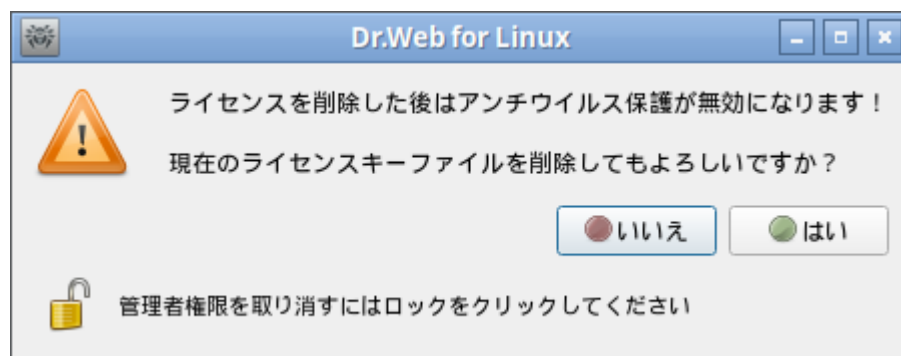 Dr.Web for Linux
ライセンスを削除した後はアンチウイルス保護が無効になります！
現在のライセンスキーファイルを削除してもよろしいですか？
いいえ はい
管理者権限を取り消すにはロックをクリックしてください